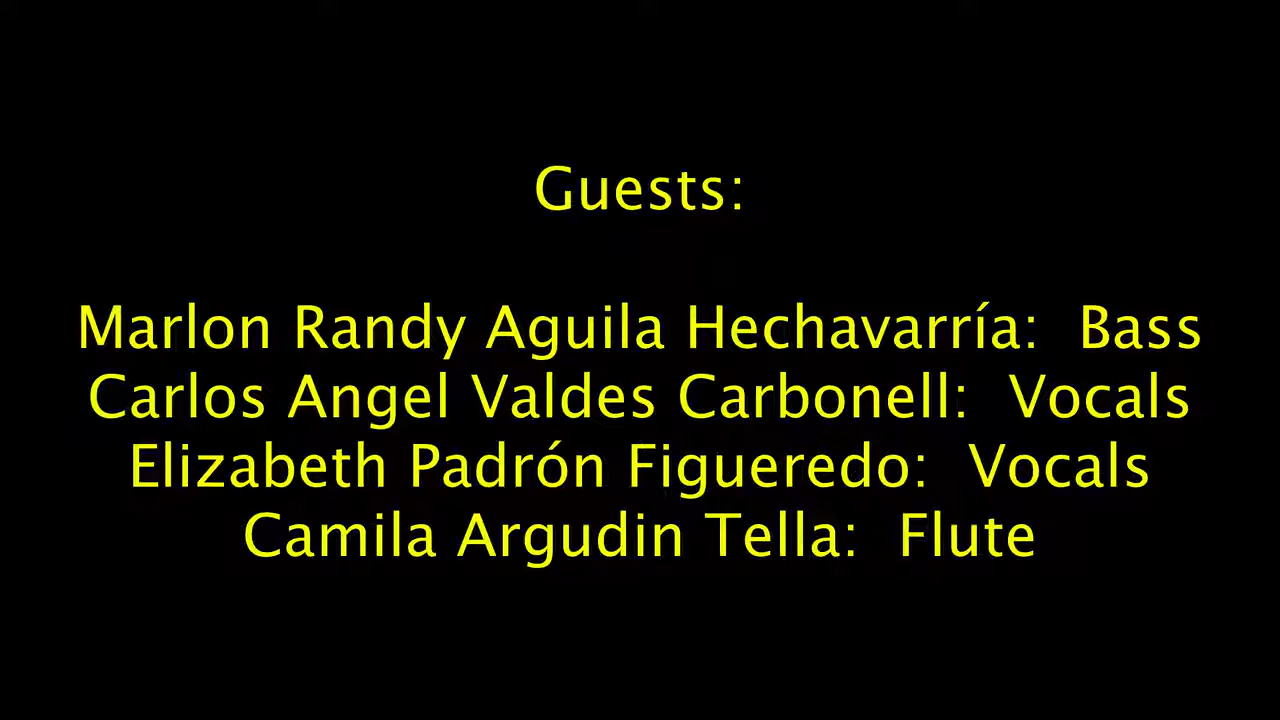 Guests:
Marlon Randy Aguila Hechavarría:  Bass
Carlos Angel Valdes Carbonell:  Vocals
Elizabeth Padrón Figueredo:  Vocals
Camila Argudin Tella:  Flute